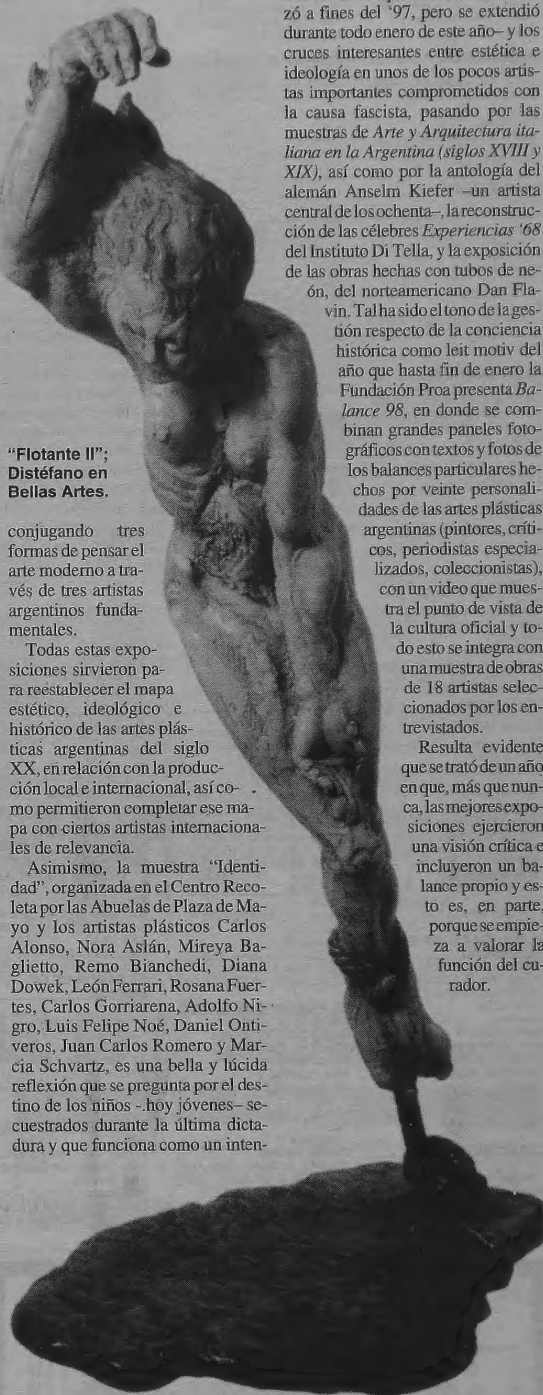 "Flotante II";
Distéfano en
Bellas Artes.
conjugando tres
formas de pensar el
arte moderno a tra-
vés de tres artistas
argentinos funda-
mentales.
Todas estas expo-
siciones sirvieron pa-
ra reestablecer el mapa
estético, ideológico e
histórico de las artes plás-
ticas argentinas del siglo
XX, en relación con la produc-
ción local e internacional, así co-
mo permitieron completar ese ma-
pa con ciertos artistas internaciona-
les de relevancia.
Asimismo, la muestra "Identi-
dad", organizada en el Centro Reco-
leta por las Abuelas de Plaza de Ma-
yo y los artistas plásticos Carlos
Alonso, Nora Aslán, Mireya Ba-
glietto, Remo Bianchedi, Diana
Dowek, León Ferrari, Rosana Fuer-
tes, Carlos Gorriarena, Adolfo Ni-
gro, Luis Felipe Noé, Daniel Onti-
veros, Juan Carlos Romero y Mar-
cia Schvartz, es una bella y lúcida
reflexión que se pregunta por el des-
tino de los niños -.hoy jóvenes– se-
cuestrados durante la última dicta-
dura y que funciona como un inten-
zó a fines del '97, pero se extendió
durante todo enero de este año– y los
cruces interesantes entre estética e
ideología en unos de los pocos artis-
tas importantes comprometidos con
la causa fascista, pasando por las
muestras de Arte y Arquitectura ita-
liana en la Argentina (siglos XVIII y
XIX), así como por la antología del
alemán Anselm Kiefer –un artista
central de los ochenta–, la reconstruc-
ción de las célebres Experiencias '68
del Instituto Di Tella, y la exposición
de las obras hechas con tubos de ne-
ón, del norteamericano Dan Fla-
vin. Tal ha sido el tono de la ges-
tión respecto de la conciencia
histórica como leit motiv del
año que hasta fin de enero la
Fundación Proa presenta Ba-
lance 98, en donde se com-
binan grandes paneles foto-
gráficos con textos y fotos de
los balances particulares he-
chos por veinte personali-
dades de las artes plásticas
argentinas (pintores, críti-
cos, periodistas especia-
lizados, coleccionistas),
con un video que mues-
tra el punto de vista de
la cultura oficial y to-
do esto se integra con
una muestra de obras
de 18 artistas selec-
cionados por los en-
trevistados.
Resulta evidente
que se trató de un año
en que, más que nun-
ca, las mejores expo-
siciones ejercieron
una visión crítica e
incluyeron un ba-
lance propio y es-
to es, en parte,
porque se empie-
za a valorar la
función del cu-
rador.